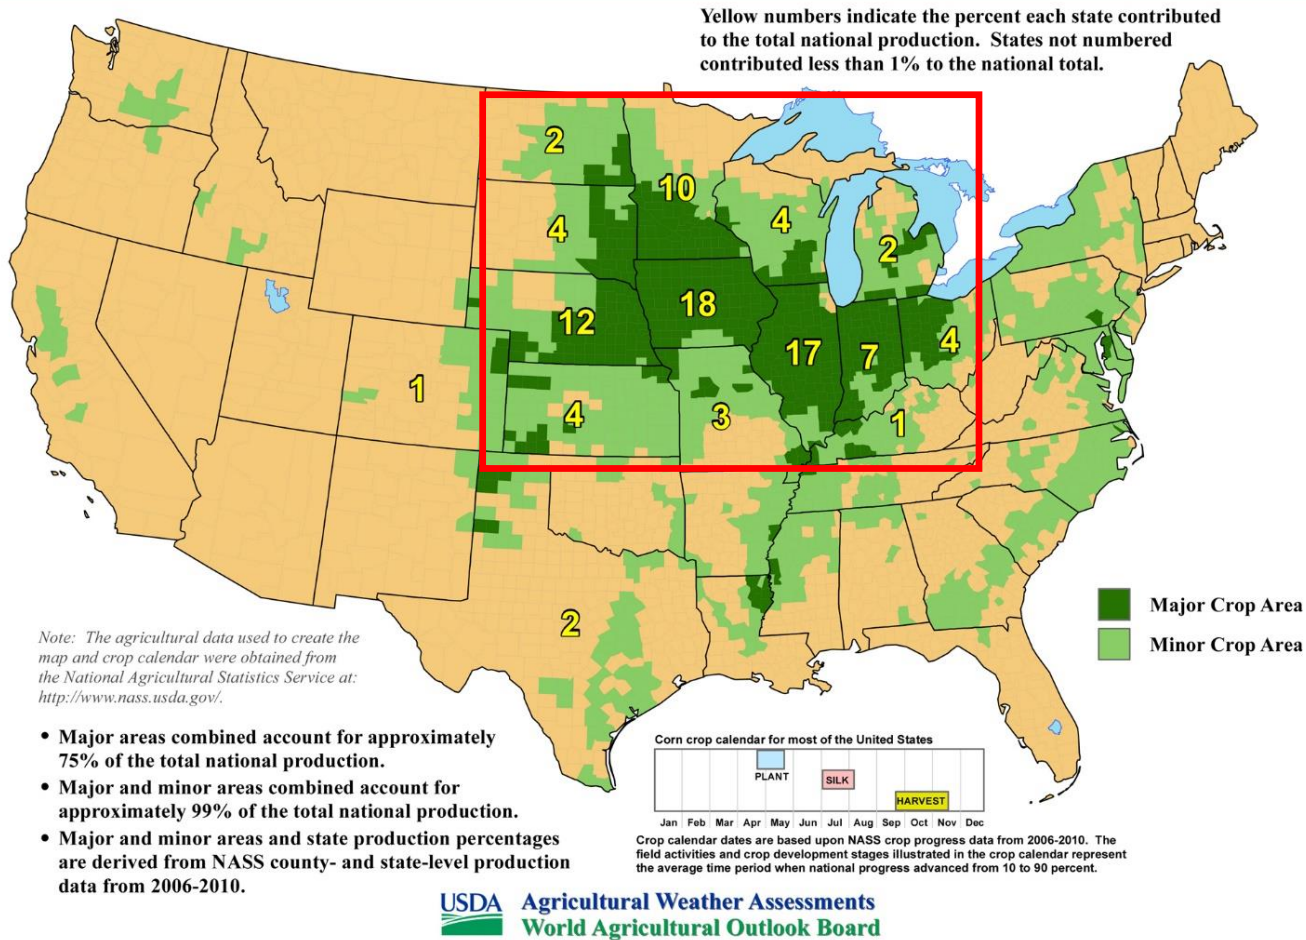 Yellow numbers indicate the percent each state contributed
to the total national production. States not numbered
contributed less than 1% to the national total.
2
10
4
4
2
12
18
17
7
4
1
4
3
1
2
Major Crop Area
Minor Crop Area
Note: The agricultural data used to create the
map and crop calendar were obtained from
the National Agricultural Statistics Service at:
http://www.nass.usda.gov/.
• Major areas combined account for approximately
75% of the total national production.
• Major and minor areas combined account for
approximately 99% of the total national production.
• Major and minor areas and state production percentages
are derived from NASS county- and state-level production
data from 2006-2010.
Corn crop calendar for most of the United States
PLANT
SILK
HARVEST
Jan Feb Mar Apr May Jun Jul Aug Sep Oct Nov Dec
Crop calendar dates are based upon NASS crop progress data from 2006-2010. The
field activities and crop development stages illustrated in the crop calendar represent
the average time period when national progress advanced from 10 to 90 percent.
USDA Agricultural Weather Assessments
World Agricultural Outlook Board